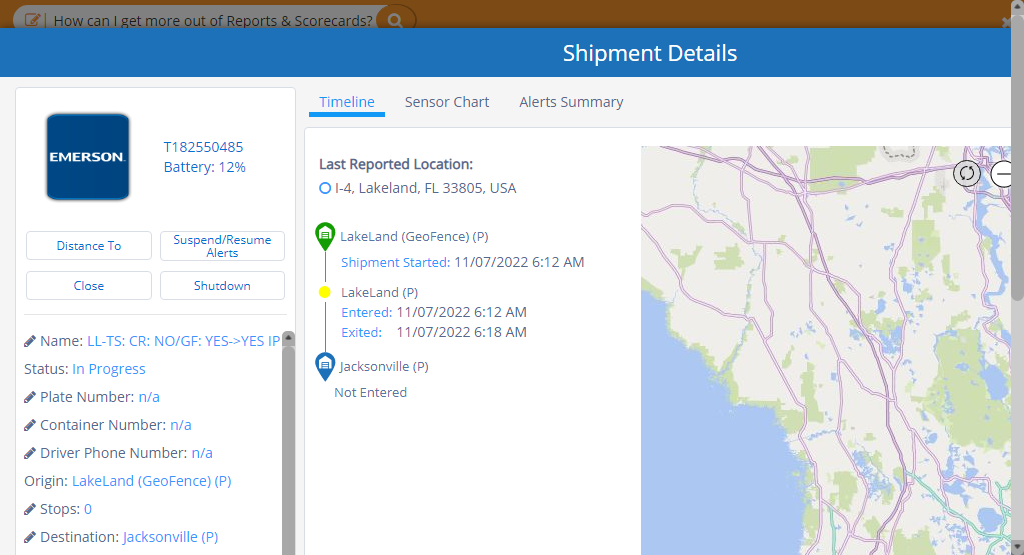 How can I get more out of Reports & Scorecards?
Shipment Details
EMERSON
T182550485
Battery: 12%
Distance To
Suspend/Resume
Alerts
Close
Shutdown
Name: LL-TS: CR: NO/GF: YES->YES IP
Status: In Progress
Plate Number: n/a
Container Number: n/a
Driver Phone Number: n/a
Origin: LakeLand (GeoFence) (P)
Stops: 0
Destination: Jacksonville (P)
Timeline
Sensor Chart
Alerts Summary
Last Reported Location:
I-4, Lakeland, FL 33805, USA
LakeLand (GeoFence) (P)
Shipment Started: 11/07/2022 6:12 AM
LakeLand (P)
Entered: 11/07/2022 6:12 AM
Exited: 11/07/2022 6:18 AM
Jacksonville (P)
Not Entered